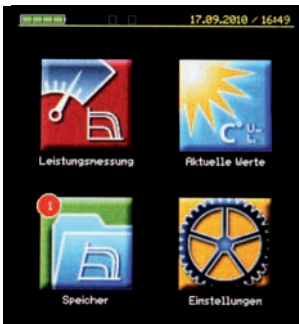 17.09.2010 / 16:49
Leistungsmessung
Aktuelle Werte
C° U-
1
Speicher
Einstellungen